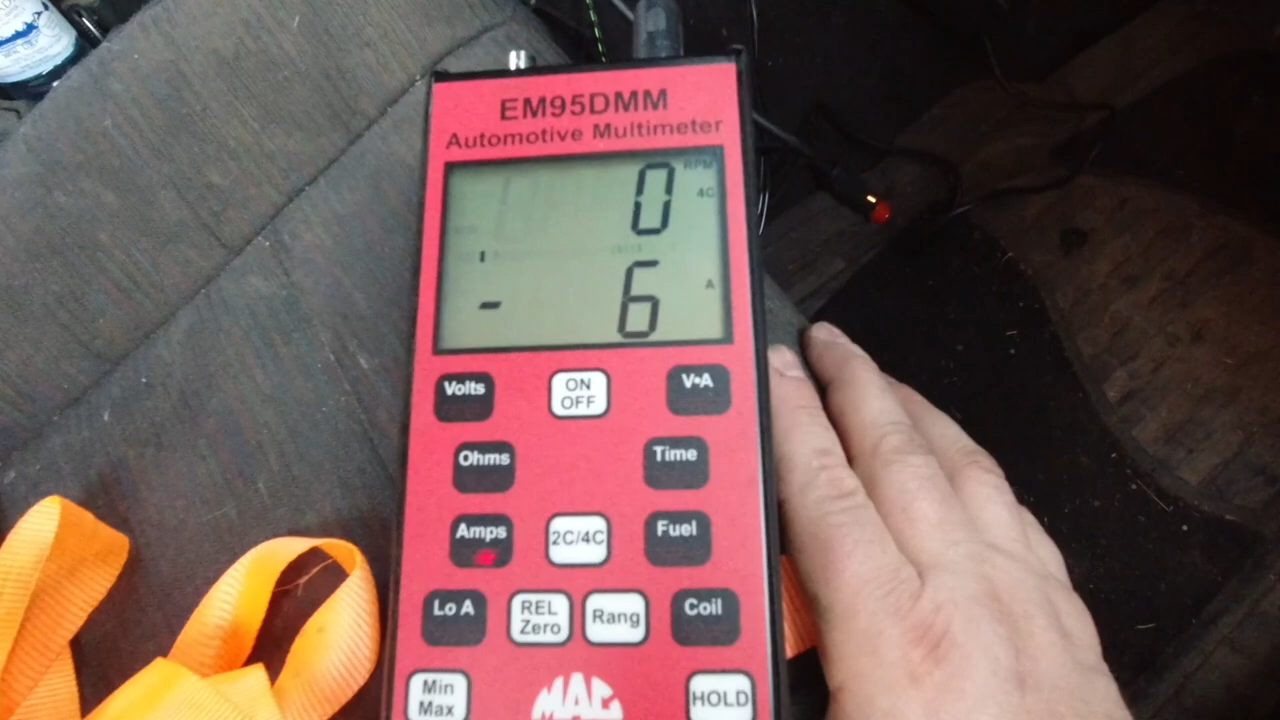 EM95DMM
Automotive Multimeter
0 RPM
4C
- 6 A
Volts ON OFF V•A
Ohms Time
Amps 2C/4C Fuel
Lo A REL Zero Rang Coil
Min Max MAC HOLD